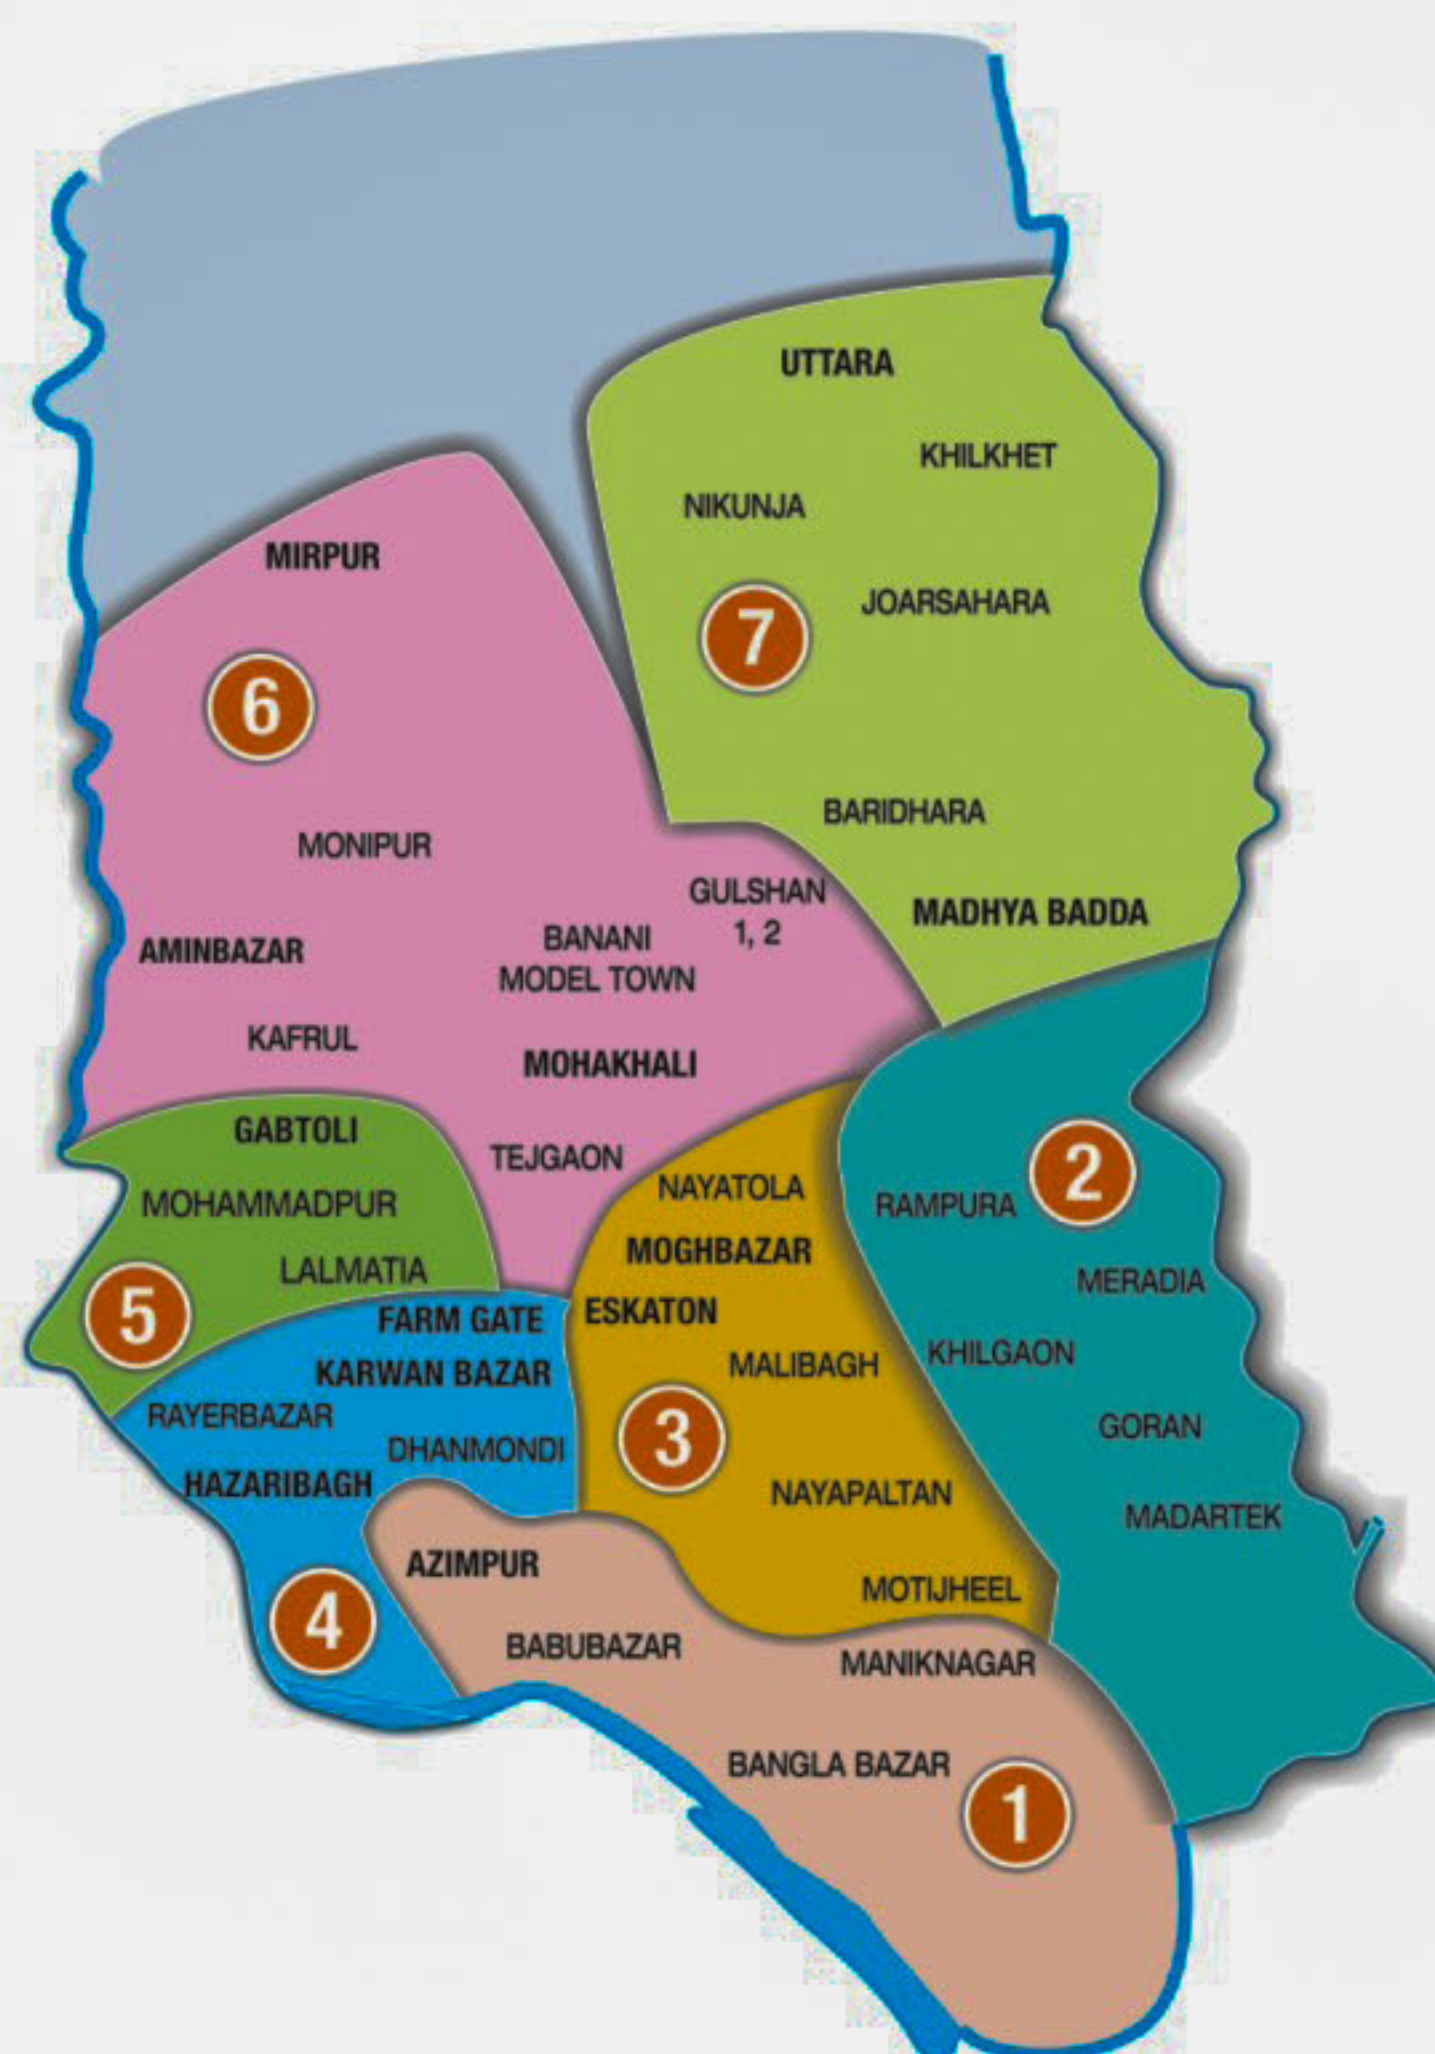 UTTARA
KHILKHET
NIKUNJA
MIRPUR
JOARSAHARA
7
6
BARIDHARA
MONIPUR
GULSHAN
1, 2
MADHYA BADDA
BANANI
MODEL TOWN
AMINBAZAR
KAFRUL
MOHAKHALI
GABTOLI
TEJGAON
2
NAYATOLA
MOHAMMADPUR
RAMPURA
MOGHBAZAR
LALMATIA
MERADIA
5
FARM GATE
ESKATON
KARWAN BAZAR
MALIBAGH
KHILGAON
RAYERBAZAR
GORAN
3
DHANMONDI
HAZARIBAGH
NAYAPALTAN
MADARTEK
AZIMPUR
MOTIJHEEL
4
BABUBAZAR
MANIKNAGAR
BANGLA BAZAR
1